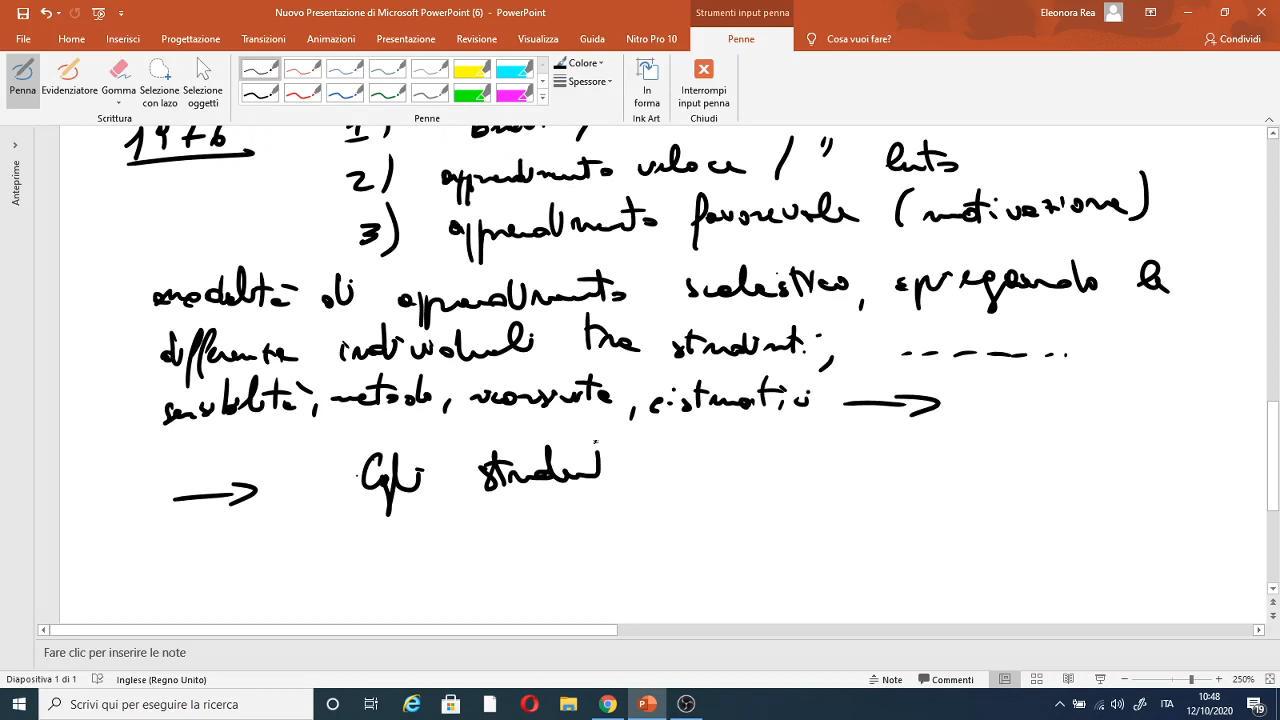 Nuovo Presentazione di Microsoft PowerPoint (6) - PowerPoint
Strumenti input penna
Eleonora Rea
File Home Inserisci Progettazione Transizioni Animazioni Presentazione Revisione Visualizza Guida Nitro Pro 10 Penne Cosa vuoi fare? Condividi
Penna Evidenziatore Gomma Selezione con lazo Selezione oggetti
Colore
Spessore
In forma
Interrompi input penna
Scrittura Penne Ink Art Chiudi
Anteprime
1976 1)
2) apprendimento veloce / " lento
3) apprendimento favorevole (motivazione)
modalità di apprendimento scolastico, spiegando le
differenze individuali tra studenti, -------
sensibilità, metodo, sistematici →
→ Gli studi
Fare clic per inserire le note
Diapositiva 1 di 1 Inglese (Regno Unito) Note Commenti 250%
Scrivi qui per eseguire la ricerca
ITA
10:48
12/10/2020
19